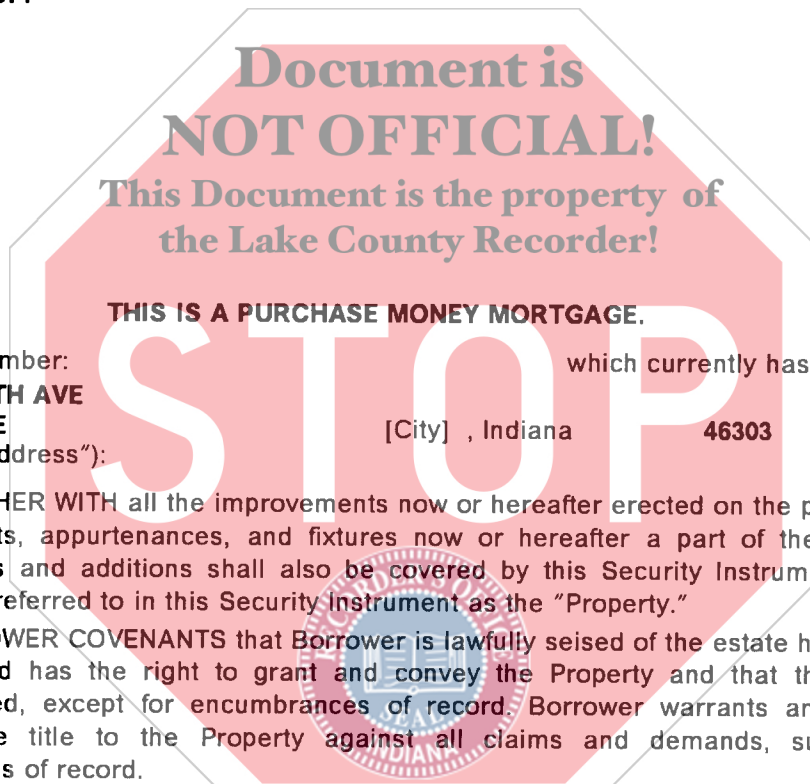 Document is
NOT OFFICIAL!
This Document is the property of
the Lake County Recorder!
THIS IS A PURCHASE MONEY MORTGAGE.
STOP
mber: which currently has
TH AVE
E
[City] , Indiana 46303
ddress"):
HER WITH all the improvements now or hereafter erected on the p
ts, appurtenances, and fixtures now or hereafter a part of the
s and additions shall also be covered by this Security Instrum
referred to in this Security Instrument as the "Property."
OWER COVENANTS that Borrower is lawfully seised of the estate h
d has the right to grant and convey the Property and that th
ed, except for encumbrances of record. Borrower warrants an
e title to the Property against all claims and demands, su
s of record.
RECORDER'S OFFICE
SEAL
INDIANA